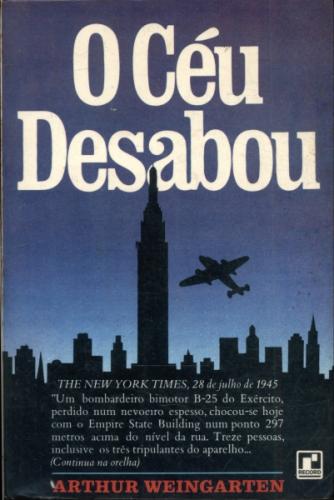 O Céu
Desabou
THE NEW YORK TIMES, 28 de julho de 1945
"Um bombardeiro bimotor B-25 do Exército,
perdido num nevoeiro espesso, chocou-se hoje
com o Empire State Building num ponto 297
metros acima do nível da rua. Treze pessoas,
inclusive os três tripulantes do aparelho...
(Continua na orelha)
RECORD
ARTHUR WEINGARTEN